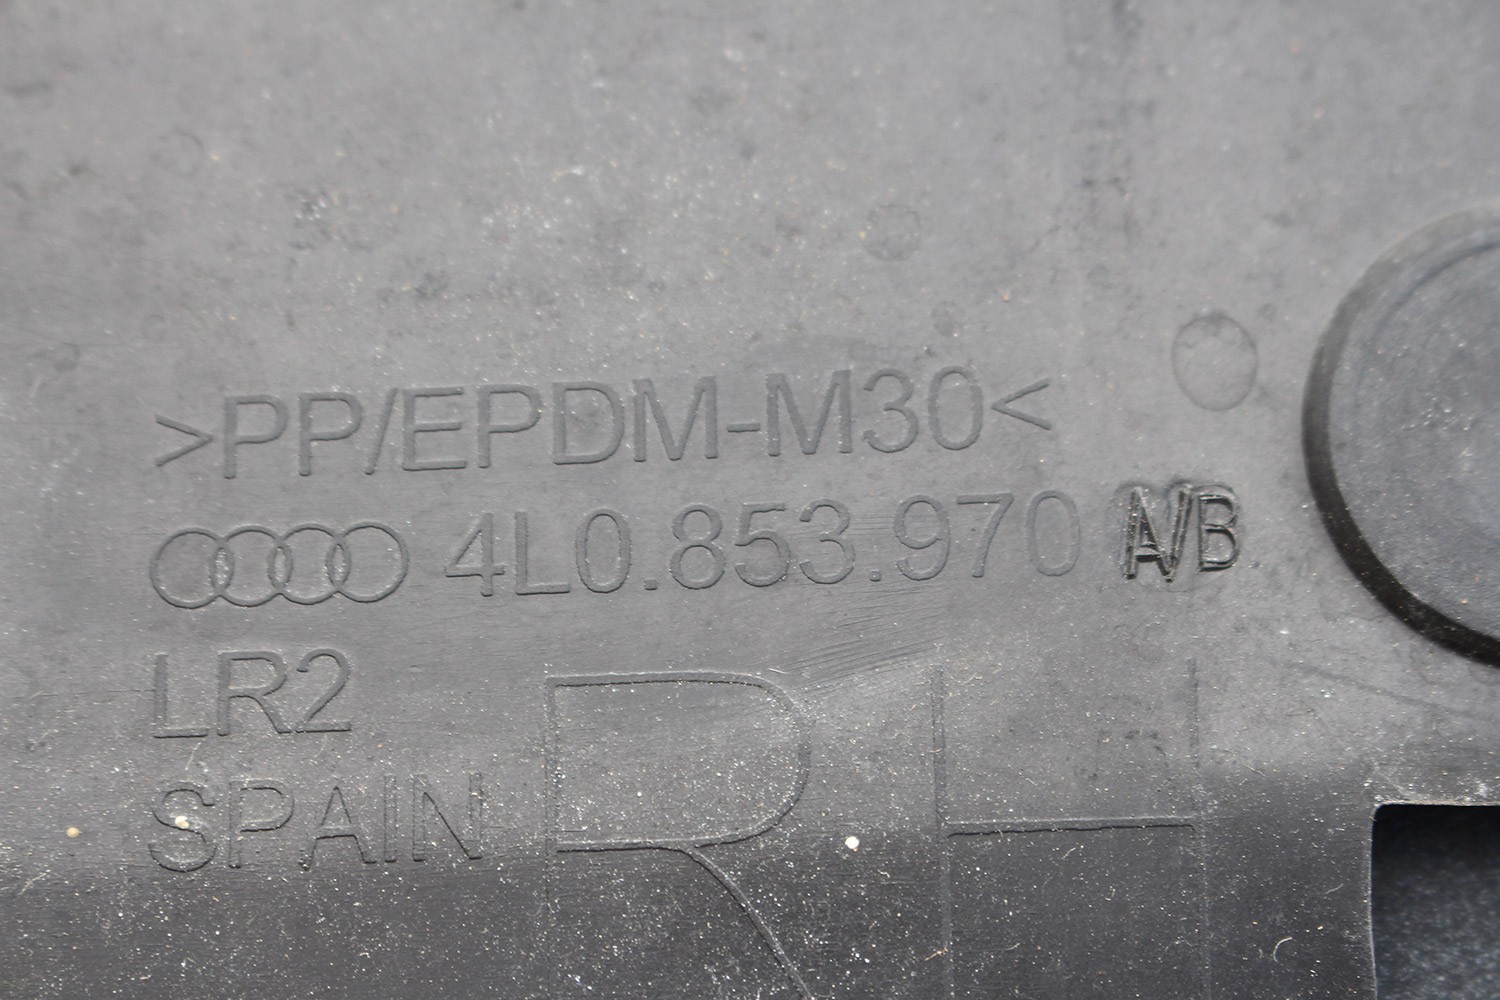 >PP/EPDM-M30<
4L0.853.970 A/B
LR2
SPAIN
RH